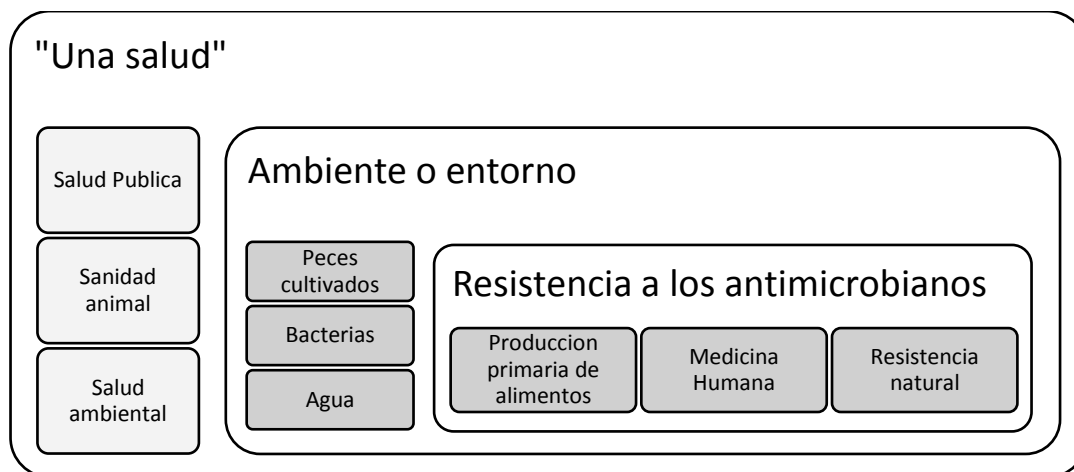 "Una salud"
Salud Publica
Sanidad
animal
Salud
ambiental
Ambiente o entorno
Peces
cultivados
Bacterias
Agua
Resistencia a los antimicrobianos
Produccion
primaria de
alimentos
Medicina
Humana
Resistencia
natural